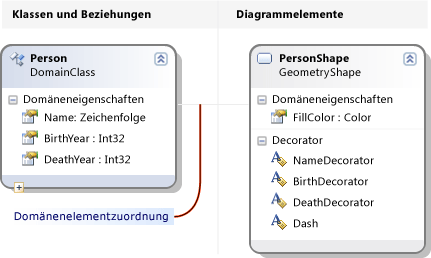 Klassen und Beziehungen
Diagrammelemente
Person
DomainClass
Domäneneigenschaften
Name: Zeichenfolge
BirthYear : Int32
DeathYear : Int32
Domänenelementzuordnung
PersonShape
GeometryShape
Domäneneigenschaften
FillColor : Color
Decorator
NameDecorator
BirthDecorator
DeathDecorator
Dash